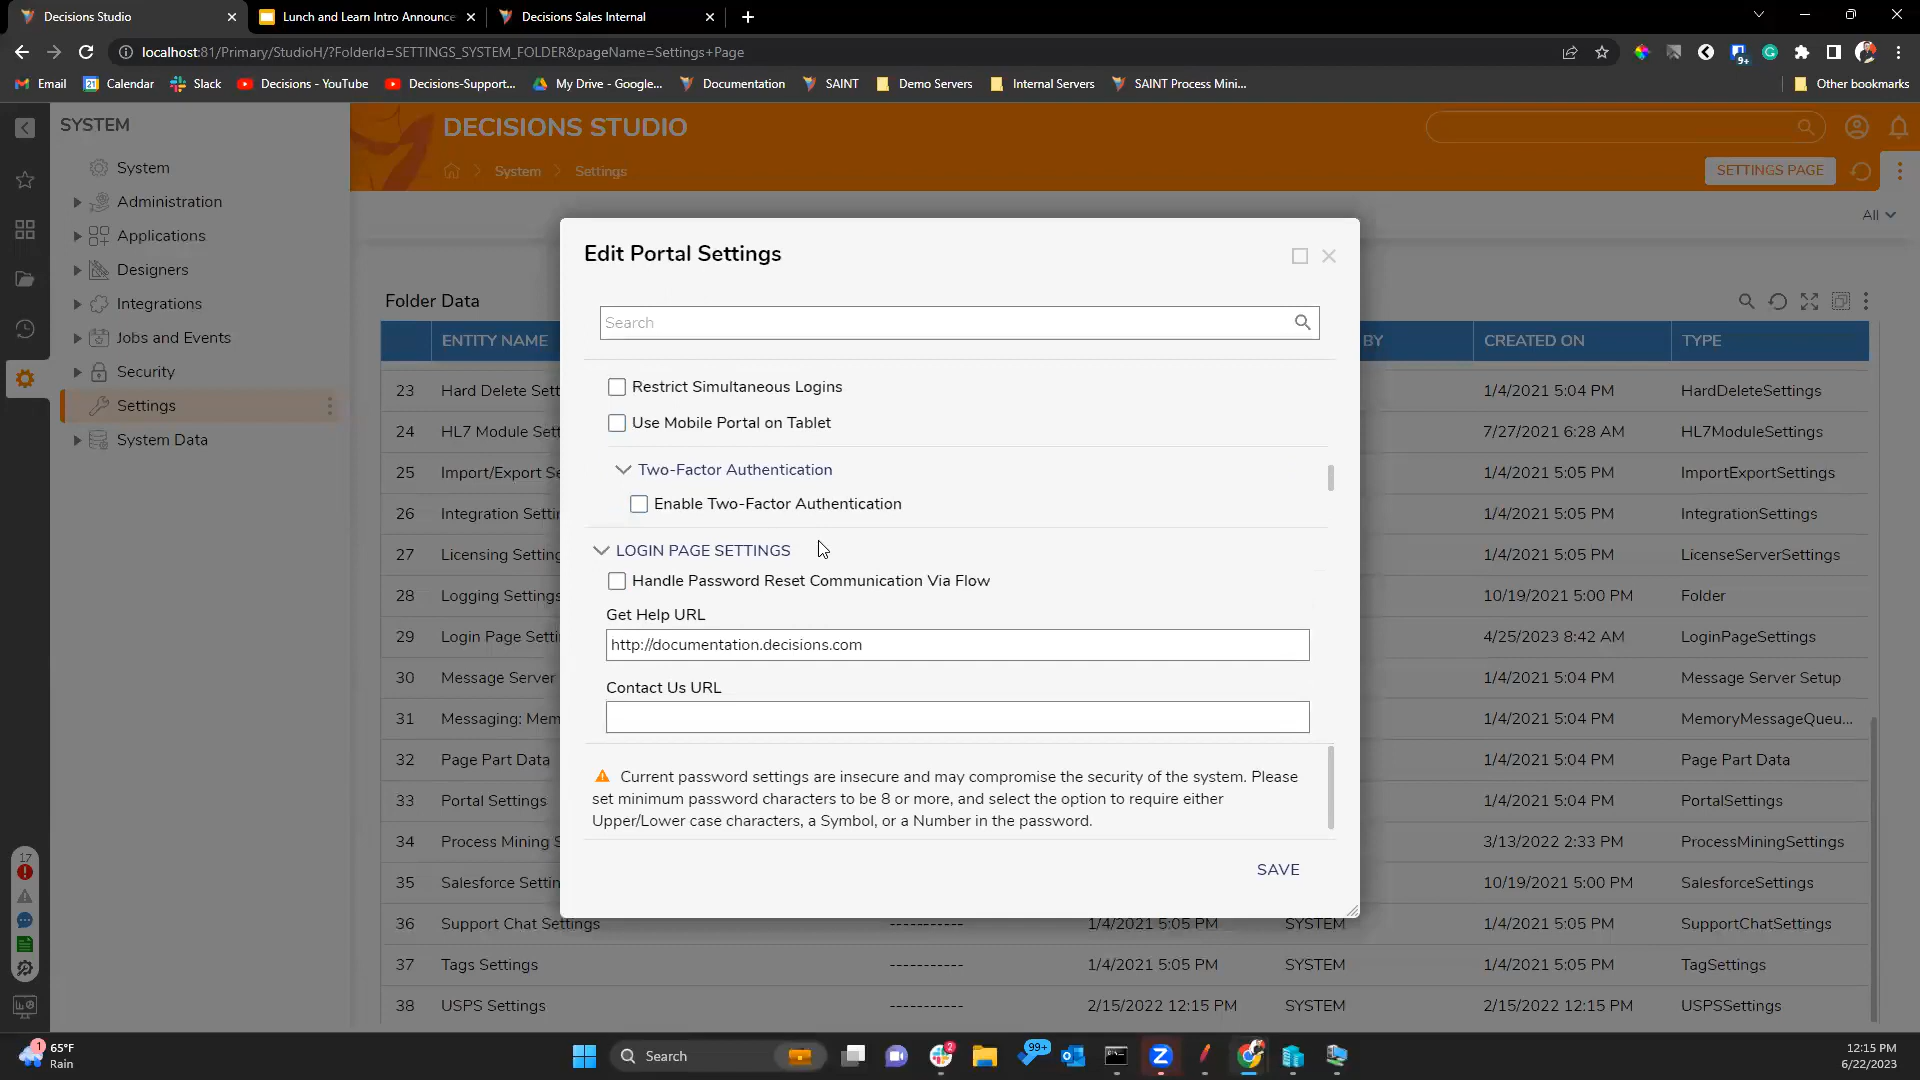 Decisions Studio
Lunch and Learn Intro Announce
Decisions Sales Internal
localhost:81/Primary/StudioH/?FolderId=SETTINGS_SYSTEM_FOLDER&pageName=Settings+Page
9+
Email
Calendar
Slack
Decisions - YouTube
Decisions-Support...
My Drive - Google...
Documentation
SAINT
Demo Servers
Internal Servers
SAINT Process Mini...
Other bookmarks
SYSTEM
System
Administration
Applications
Designers
Integrations
Jobs and Events
Security
Settings
System Data
17
DECISIONS STUDIO
System
Settings
SETTINGS PAGE
All
Folder Data
ENTITY NAME
BY
CREATED ON
TYPE
23 Hard Delete Sett 1/4/2021 5:04 PM HardDeleteSettings
24 HL7 Module Sett 7/27/2021 6:28 AM HL7ModuleSettings
25 Import/Export Se 1/4/2021 5:05 PM ImportExportSettings
26 Integration Settin 1/4/2021 5:05 PM IntegrationSettings
27 Licensing Setting 1/4/2021 5:05 PM LicenseServerSettings
28 Logging Settings 10/19/2021 5:00 PM Folder
29 Login Page Setti 4/25/2023 8:42 AM LoginPageSettings
30 Message Server 1/4/2021 5:04 PM Message Server Setup
31 Messaging: Mem 1/4/2021 5:04 PM MemoryMessageQueu...
32 Page Part Data 1/4/2021 5:04 PM Page Part Data
33 Portal Settings 1/4/2021 5:04 PM PortalSettings
34 Process Mining S 3/13/2022 2:33 PM ProcessMiningSettings
35 Salesforce Settin 10/19/2021 5:00 PM SalesforceSettings
36 Support Chat Settings ----------- 1/4/2021 5:05 PM SYSTEM 1/4/2021 5:05 PM SupportChatSettings
37 Tags Settings ----------- 1/4/2021 5:05 PM SYSTEM 1/4/2021 5:05 PM TagSettings
38 USPS Settings ----------- 2/15/2022 12:15 PM SYSTEM 2/15/2022 12:15 PM USPSSettings
Edit Portal Settings
Search
Restrict Simultaneous Logins
Use Mobile Portal on Tablet
Two-Factor Authentication
Enable Two-Factor Authentication
LOGIN PAGE SETTINGS
Handle Password Reset Communication Via Flow
Get Help URL
http://documentation.decisions.com
Contact Us URL
Current password settings are insecure and may compromise the security of the system. Please
set minimum password characters to be 8 or more, and select the option to require either
Upper/Lower case characters, a Symbol, or a Number in the password.
SAVE
1
65°F
Rain
Search
2
99+
12:15 PM
6/22/2023